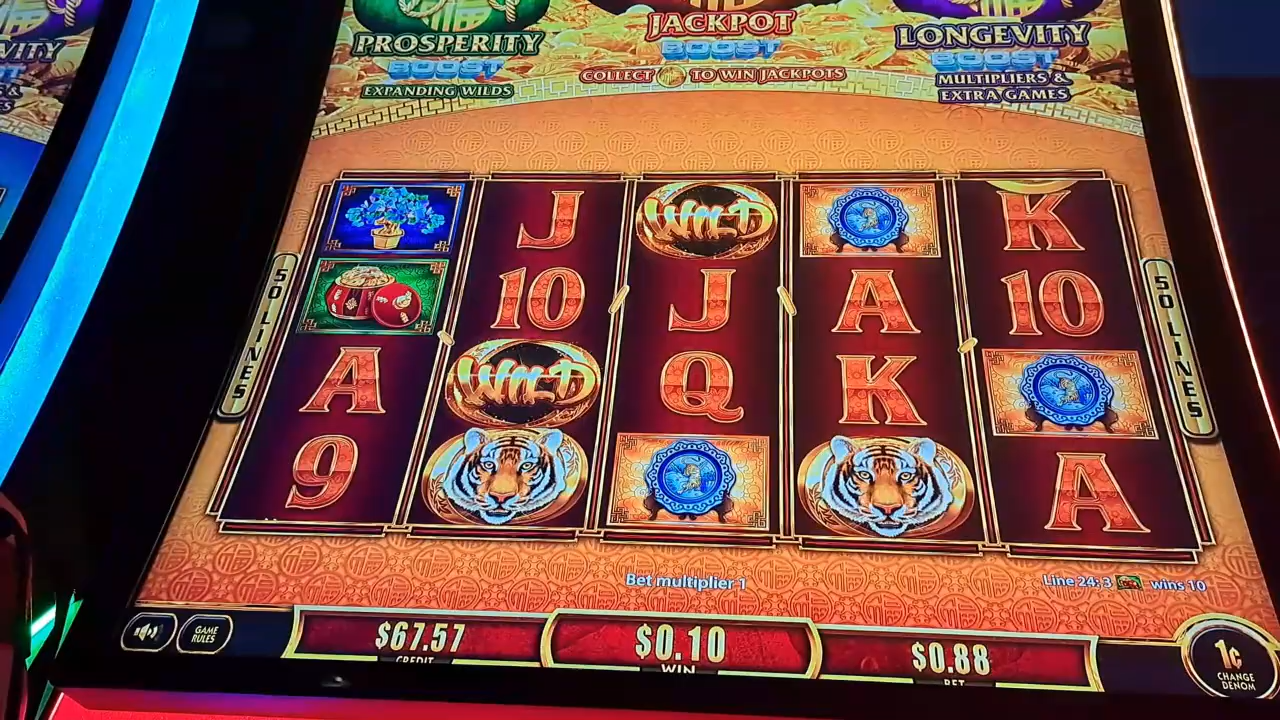 PROSPERITY
BOOST
EXPANDING WILDS
JACKPOT
BOOST
COLLECT TO WIN JACKPOTS
LONGEVITY
BOOST
MULTIPLIERS &
EXTRA GAMES
VITY
J
WILD
K
50 LINES
10
J
A
10
50 LINES
A
WILD
Q
K
9
A
Bet multiplier 1
Line 24: 3 wins 10
GAME
RULES
$67.57
CREDIT
$0.10
WIN
$0.88
BET
1¢
CHANGE
DENOM